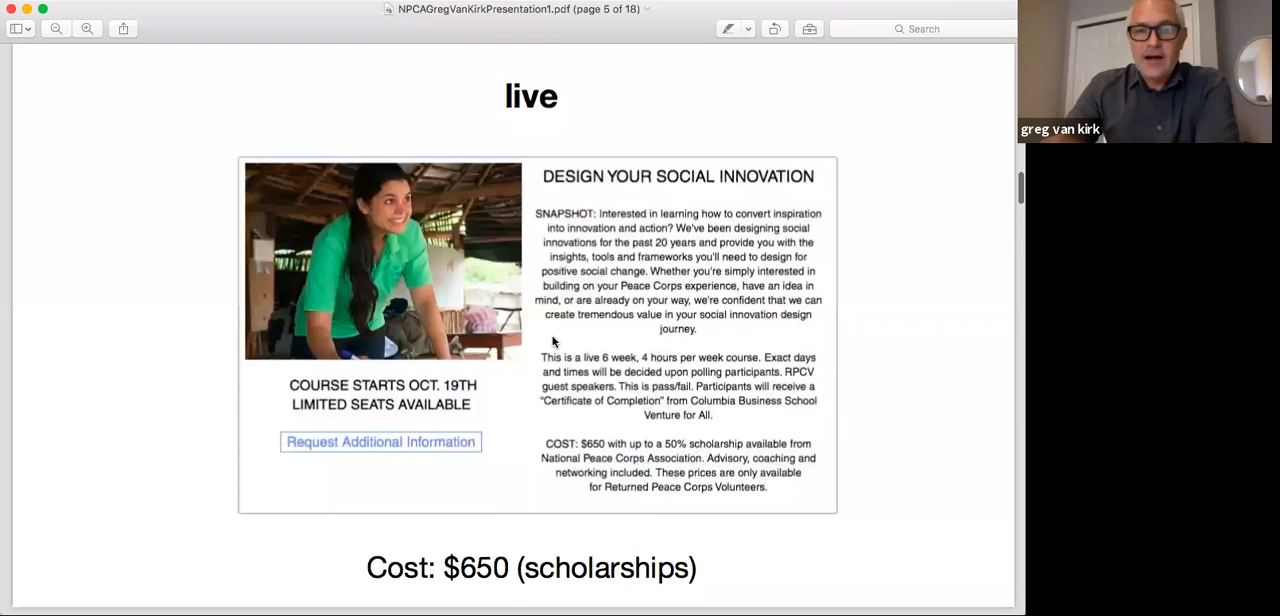 NPCAGregVanKirkPresentation1.pdf (page 5 of 18)
Search
greg van kirk
live
DESIGN YOUR SOCIAL INNOVATION
SNAPSHOT: Interested in learning how to convert inspiration
into innovation and action? We've been designing social
innovations for the past 20 years and provide you with the
insights, tools and frameworks you'll need to design for
positive social change. Whether you're simply interested in
building on your Peace Corps experience, have an idea in
mind, or are already on your way, we're confident that we can
create tremendous value in your social innovation design
journey.
This is a live 6 week, 4 hours per week course. Exact days
and times will be decided upon polling participants. RPCV
guest speakers. This is pass/fail. Participants will receive a
“Certificate of Completion” from Columbia Business School
Venture for All.
COST: $650 with up to a 50% scholarship available from
National Peace Corps Association. Advisory, coaching and
networking included. These prices are only available
for Returned Peace Corps Volunteers.
COURSE STARTS OCT. 19TH
LIMITED SEATS AVAILABLE
Request Additional Information
Cost: $650 (scholarships)